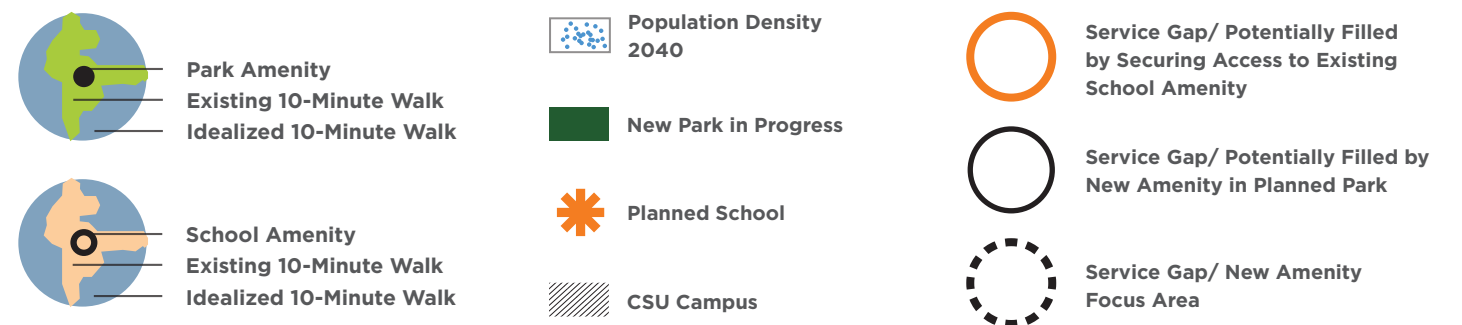 Park Amenity
Existing 10-Minute Walk
Idealized 10-Minute Walk
School Amenity
Existing 10-Minute Walk
Idealized 10-Minute Walk
Population Density
2040
New Park in Progress
Planned School
CSU Campus
Service Gap/ Potentially Filled
by Securing Access to Existing
School Amenity
Service Gap/ Potentially Filled by
New Amenity in Planned Park
Service Gap/ New Amenity
Focus Area